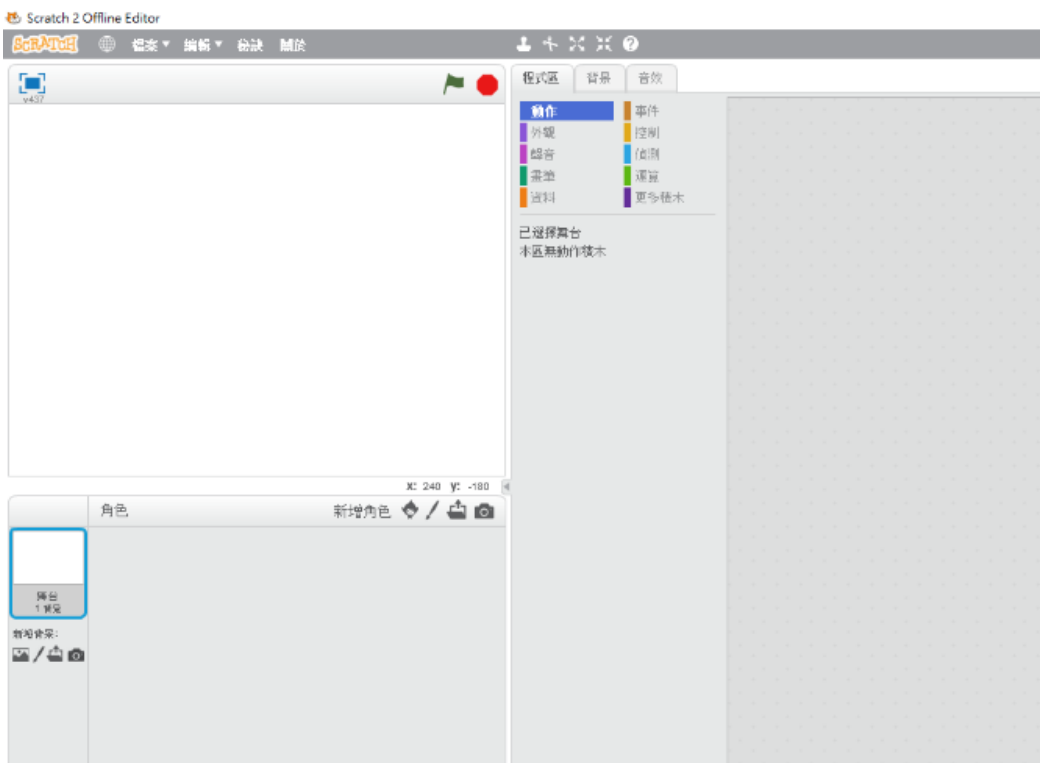 Scratch 2 Offline Editor
SCRATCH 檔案 編輯 秘訣 關於
v437
程式區 背景 音效
動作 事件
外觀 控制
聲音 偵測
畫筆 運算
資料 更多積木
已選擇舞台
本區無動作積木
X: 240 y: -180
角色 新增角色
舞台
1 背景
新增背景: